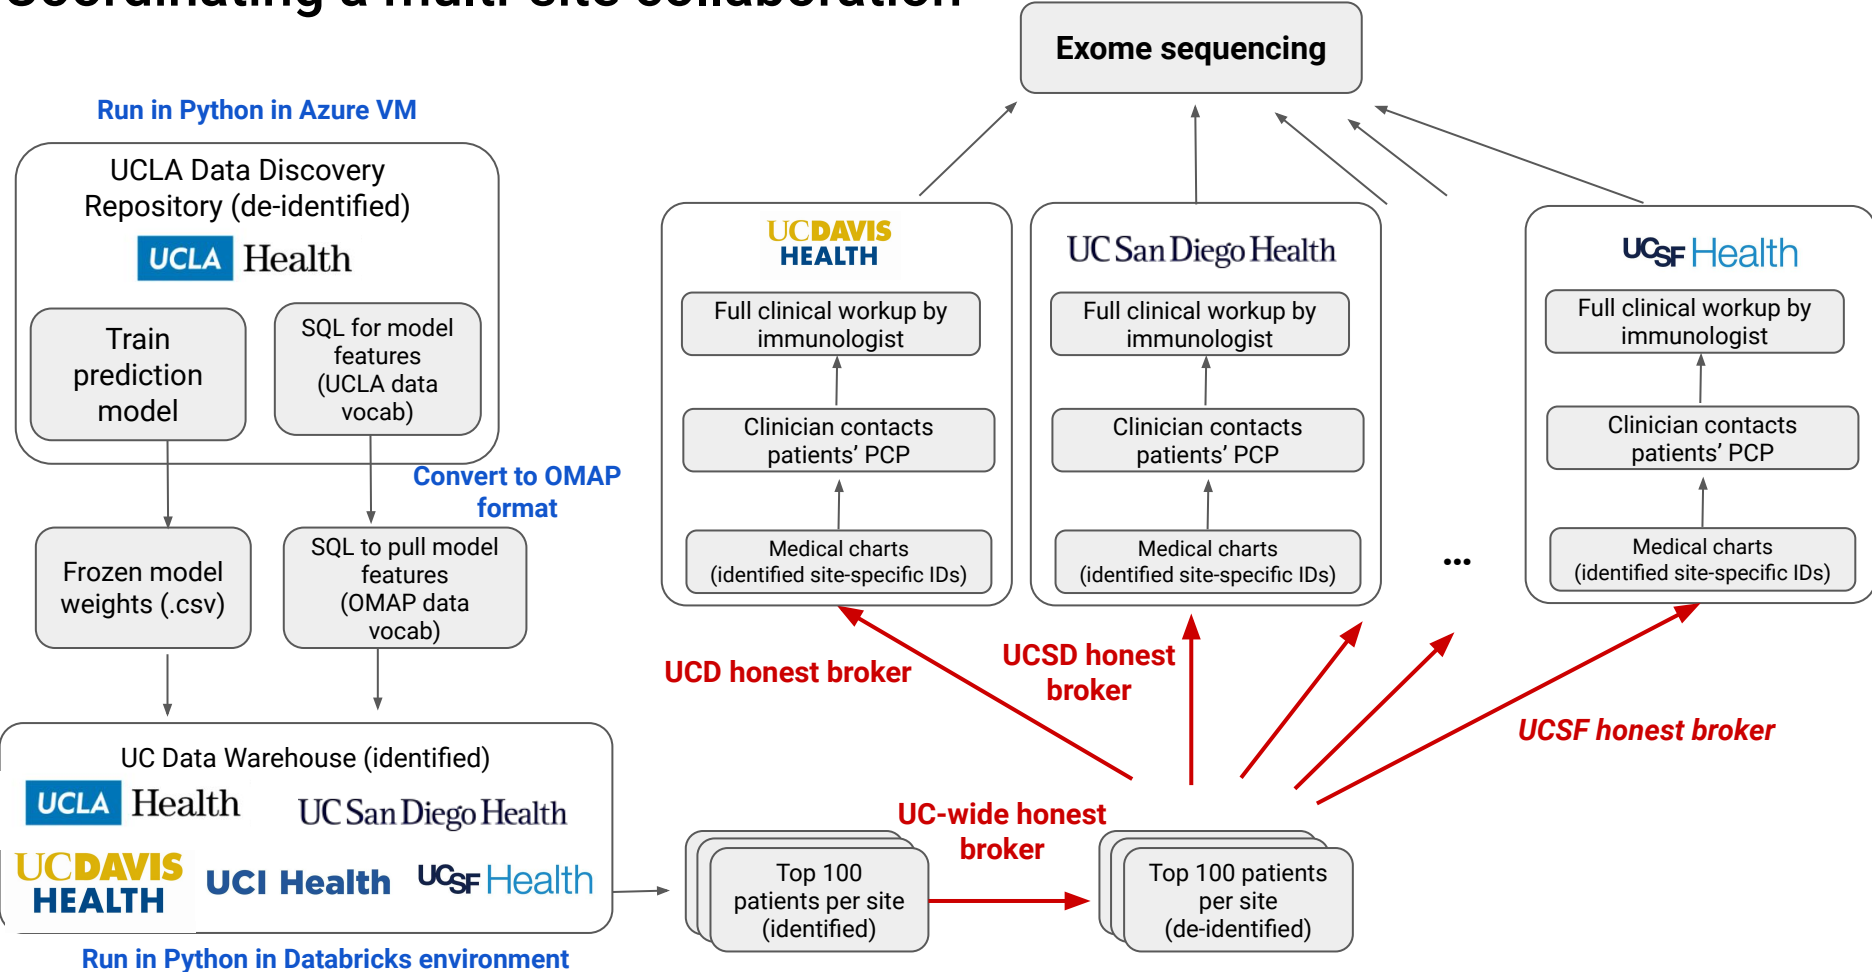 Coordinating a multi-site collaboration
Exome sequencing
Run in Python in Azure VM
UCLA Data Discovery
Repository (de-identified)
UCLA Health
Train
prediction
model
SQL for model
features
(UCLA data
vocab)
Convert to OMAP
format
Frozen model
weights (.csv)
SQL to pull model
features
(OMAP data
vocab)
UC Data Warehouse (identified)
UCLA Health
UC San Diego Health
UCDAVIS
HEALTH
UCI Health
UCSF Health
Run in Python in Databricks environment
UCDAVIS
HEALTH
Full clinical workup by
immunologist
Clinician contacts
patients’ PCP
Medical charts
(identified site-specific IDs)
UC San Diego Health
Full clinical workup by
immunologist
Clinician contacts
patients’ PCP
Medical charts
(identified site-specific IDs)
...
UCSF Health
Full clinical workup by
immunologist
Clinician contacts
patients’ PCP
Medical charts
(identified site-specific IDs)
UCD honest broker
UCSD honest
broker
UCSF honest broker
UC-wide honest
broker
Top 100
patients per site
(identified)
Top 100 patients
per site
(de-identified)